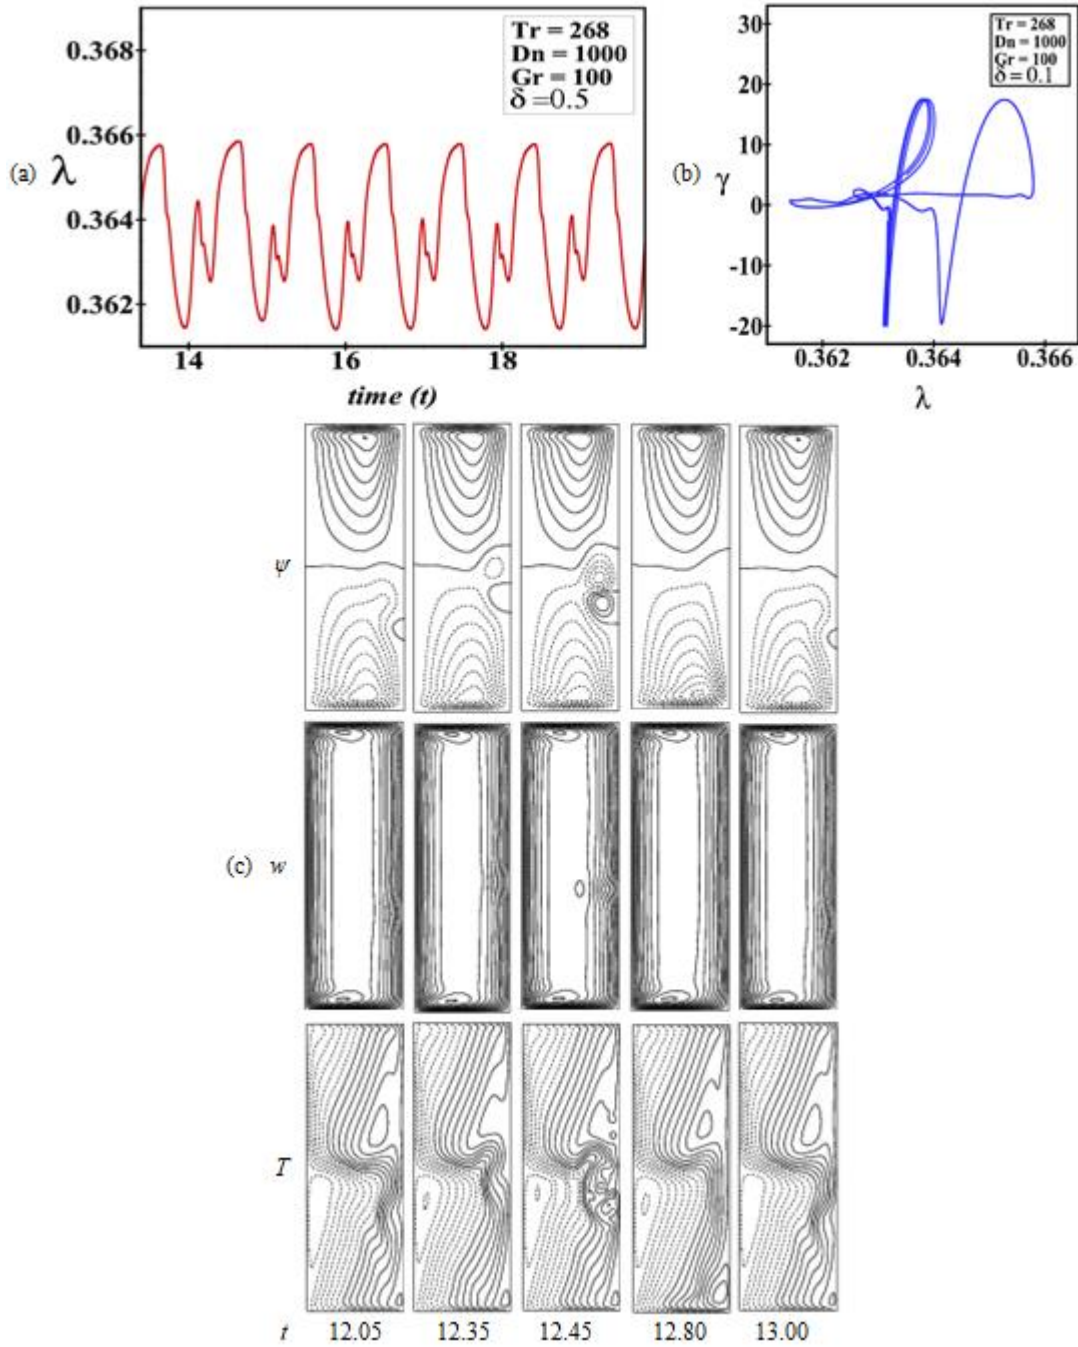 0.368
0.366
0.364
0.362
(a) λ
Tr = 268
Dn = 1000
Gr = 100
δ =0.5
14 16 18
time (t)
30
20
10
0
-10
-20
(b) γ
Tr = 268
Dn = 1000
Gr = 100
δ = 0.1
0.362 0.364 0.366
λ
ψ
(c) w
T
t 12.05 12.35 12.45 12.80 13.00